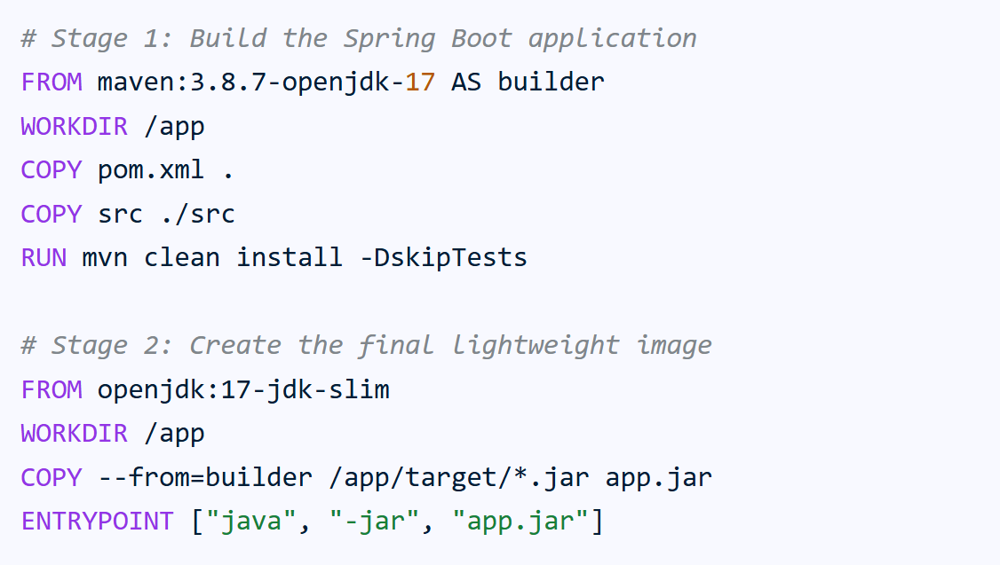 # Stage 1: Build the Spring Boot application
FROM maven:3.8.7-openjdk-17 AS builder
WORKDIR /app
COPY pom.xml .
COPY src ./src
RUN mvn clean install -DskipTests

# Stage 2: Create the final lightweight image
FROM openjdk:17-jdk-slim
WORKDIR /app
COPY --from=builder /app/target/*.jar app.jar
ENTRYPOINT ["java", "-jar", "app.jar"]